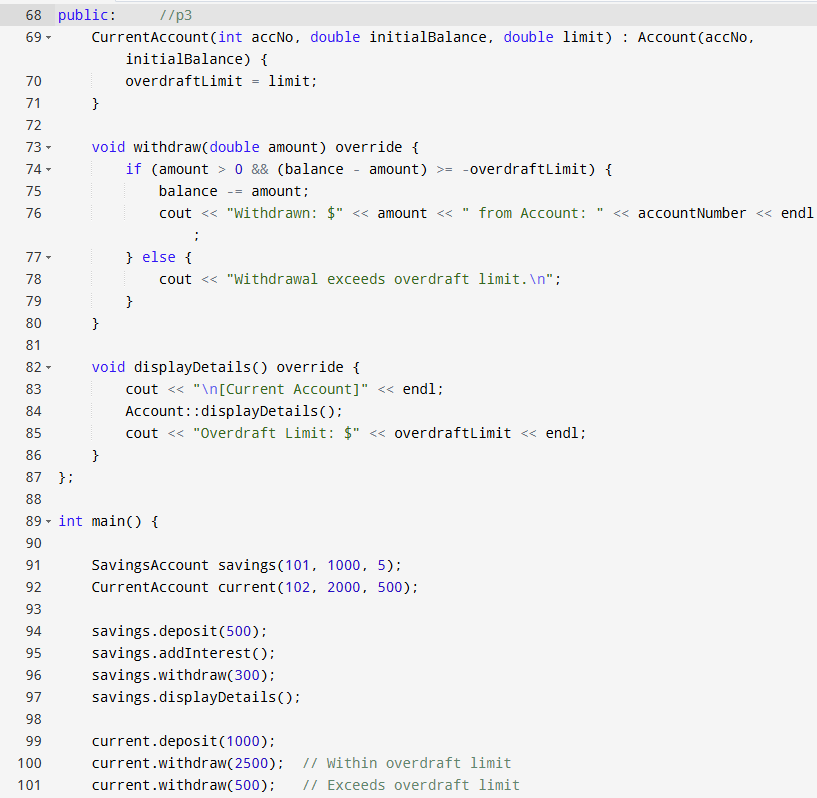 68 public:     //p3
69 CurrentAccount(int accNo, double initialBalance, double limit) : Account(accNo,
initialBalance) {
70 overdraftLimit = limit;
71 }
72
73 void withdraw(double amount) override {
74 if (amount > 0 && (balance - amount) >= -overdraftLimit) {
75 balance -= amount;
76 cout << "Withdrawn: $" << amount << " from Account: " << accountNumber << endl
;
77 } else {
78 cout << "Withdrawal exceeds overdraft limit.\n";
79 }
80 }
81
82 void displayDetails() override {
83 cout << "\n[Current Account]" << endl;
84 Account::displayDetails();
85 cout << "Overdraft Limit: $" << overdraftLimit << endl;
86 }
87 };
88
89 int main() {
90
91 SavingsAccount savings(101, 1000, 5);
92 CurrentAccount current(102, 2000, 500);
93
94 savings.deposit(500);
95 savings.addInterest();
96 savings.withdraw(300);
97 savings.displayDetails();
98
99 current.deposit(1000);
100 current.withdraw(2500);  // Within overdraft limit
101 current.withdraw(500);   // Exceeds overdraft limit